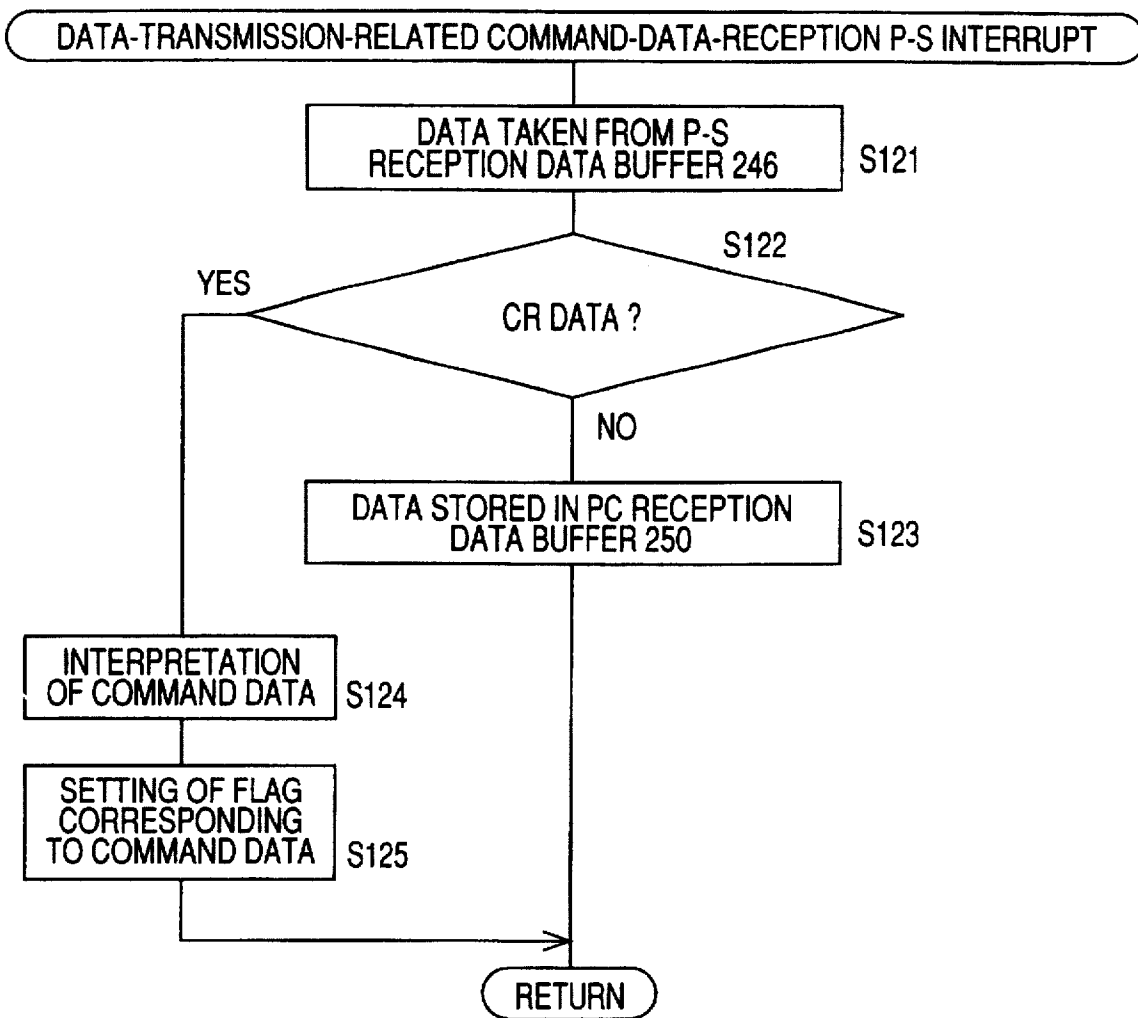 DATA-TRANSMISSION-RELATED COMMAND-DATA-RECEPTION P-S INTERRUPT
DATA TAKEN FROM P-S
RECEPTION DATA BUFFER 246
S121
S122
YES
CR DATA ?
NO
DATA STORED IN PC RECEPTION
DATA BUFFER 250
S123
INTERPRETATION
OF COMMAND DATA
S124
SETTING OF FLAG
CORRESPONDING
TO COMMAND DATA
S125
RETURN